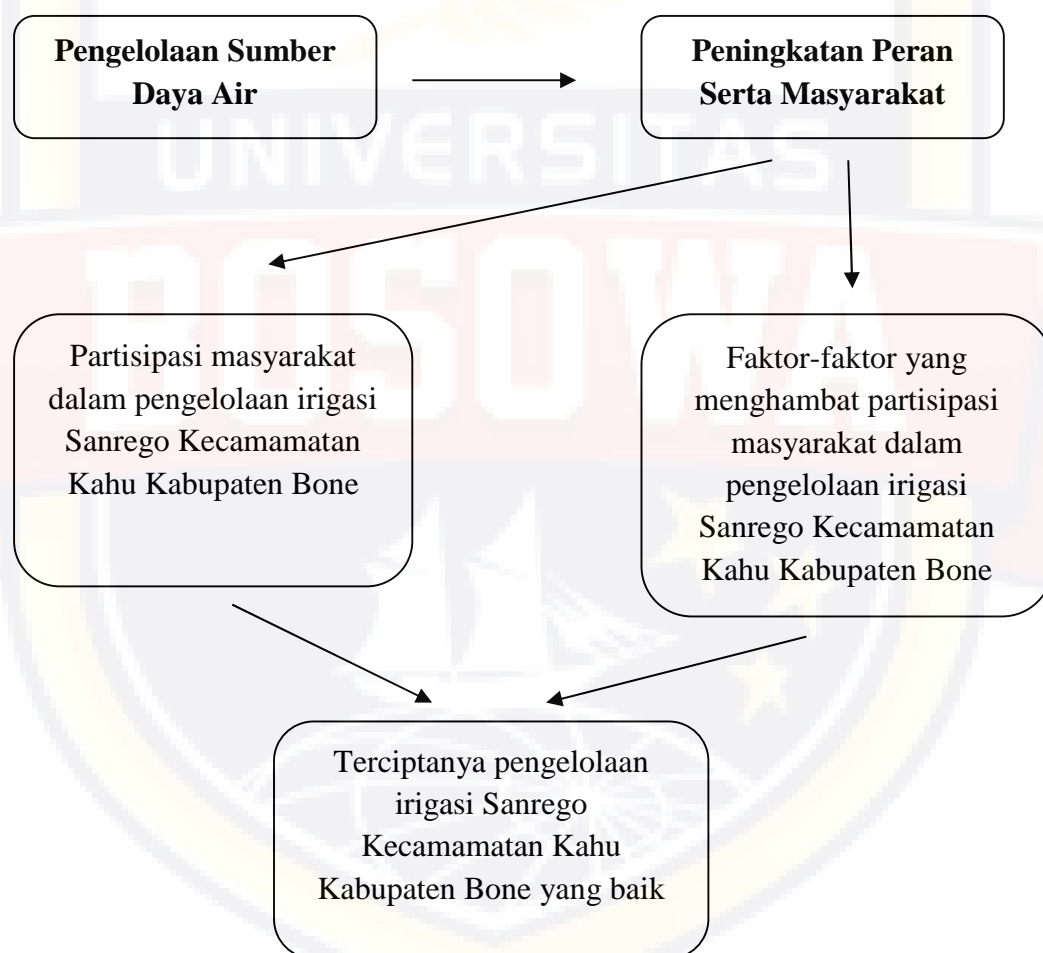 Pengelolaan Sumber
Daya Air
Peningkatan Peran
Serta Masyarakat
UNIVERSITAS
BOSOWA
Partisipasi masyarakat
dalam pengelolaan irigasi
Sanrego Kecamamatan
Kahu Kabupaten Bone
Faktor-faktor yang
menghambat partisipasi
masyarakat dalam
pengelolaan irigasi
Sanrego Kecamamatan
Kahu Kabupaten Bone
Terciptanya pengelolaan
irigasi Sanrego
Kecamamatan Kahu
Kabupaten Bone yang baik